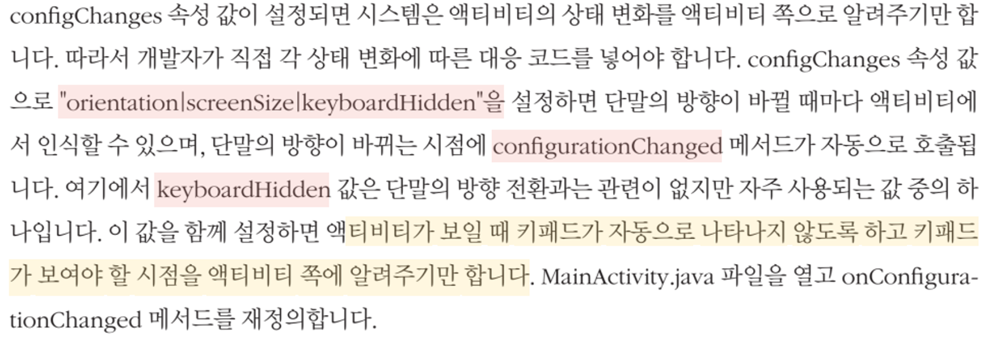 configChanges 속성 값이 설정되면 시스템은 액티비티의 상태 변화를 액티비티 쪽으로 알려주기만 합
니다. 따라서 개발자가 직접 각 상태 변화에 따른 대응 코드를 넣어야 합니다. configChanges 속성 값
으로 "orientation|screenSize|keyboardHidden"을 설정하면 단말의 방향이 바뀔 때마다 액티비티에
서 인식할 수 있으며, 단말의 방향이 바뀌는 시점에 configurationChanged 메서드가 자동으로 호출됩
니다. 여기에서 keyboardHidden 값은 단말의 방향 전환과는 관련이 없지만 자주 사용되는 값 중의 하
나입니다. 이 값을 함께 설정하면 액티비티가 보일 때 키패드가 자동으로 나타나지 않도록 하고 키패드
가 보여야 할 시점을 액티비티 쪽에 알려주기만 합니다. MainActivity.java 파일을 열고 onConfigura-
tionChanged 메서드를 재정의합니다.